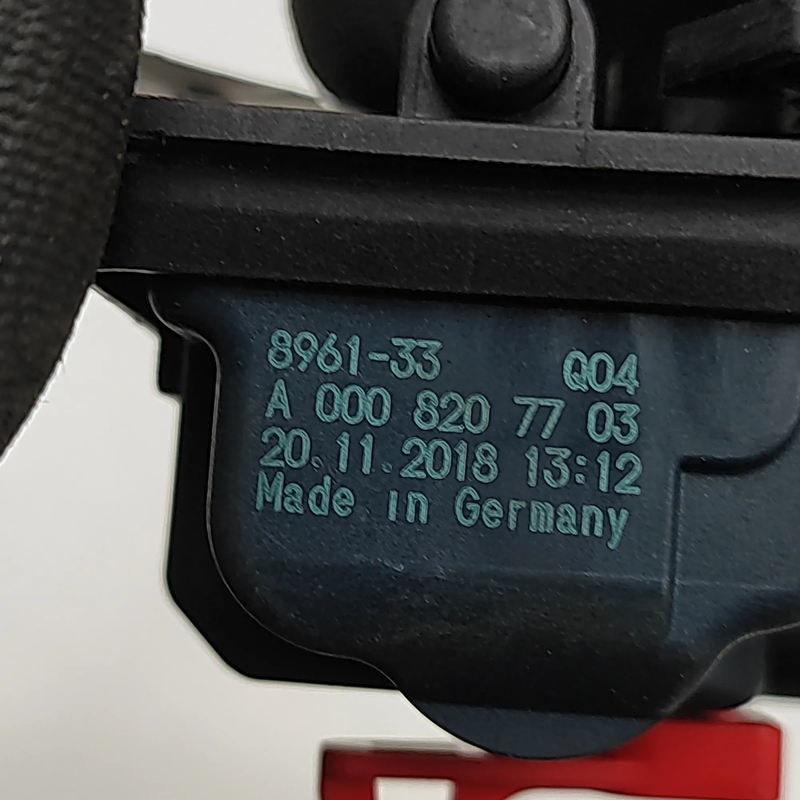 8961-33 Q04
A 000 820 77 03
20.11.2018 13:12
Made in Germany